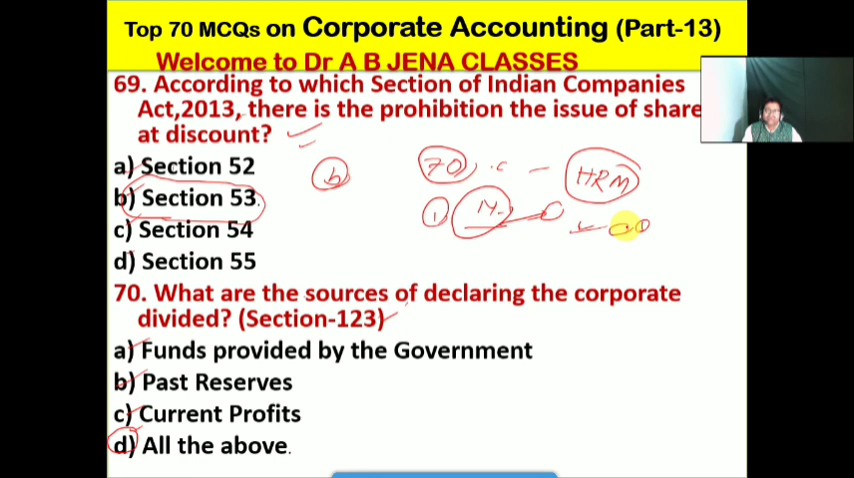 Top 70 MCQs on Corporate Accounting (Part-13)
Welcome to Dr A B JENA CLASSES
69. According to which Section of Indian Companies
Act,2013, there is the prohibition the issue of share
at discount?
a) Section 52
b) Section 53.
c) Section 54
d) Section 55
b
70
HRM
70. What are the sources of declaring the corporate
divided? (Section-123)
a) Funds provided by the Government
b) Past Reserves
c) Current Profits
d) All the above.